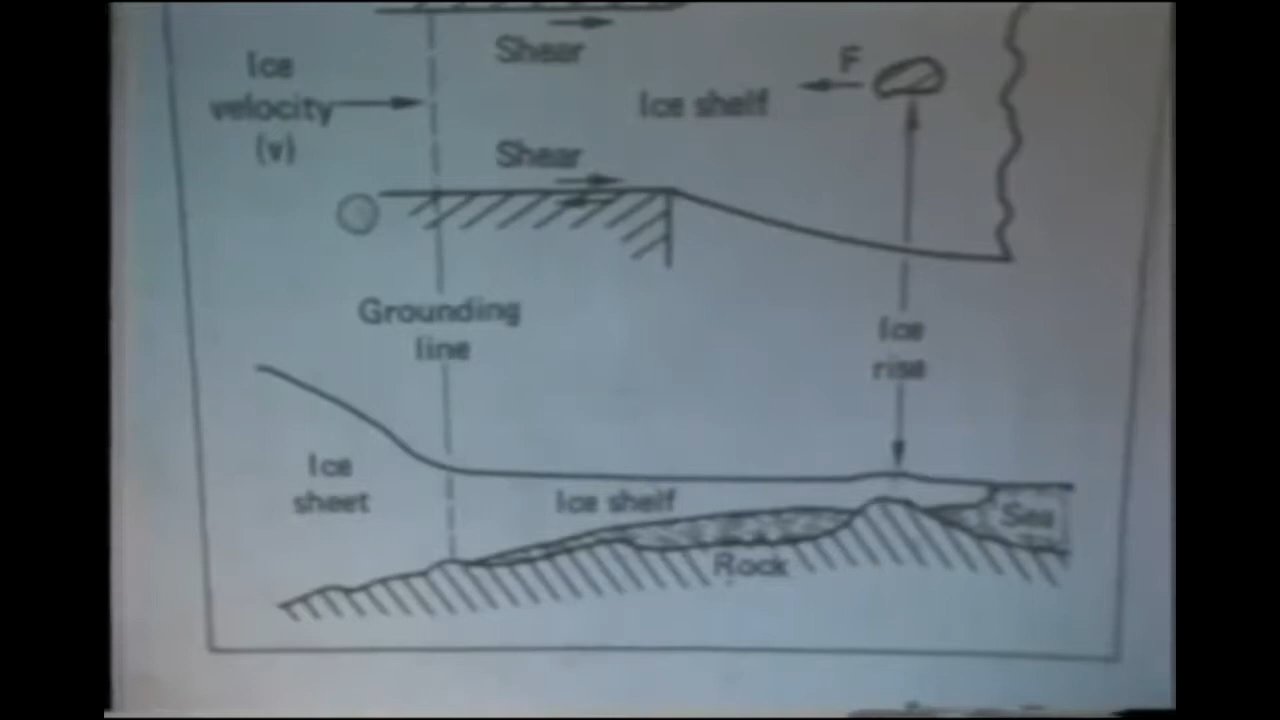 Shear
Ice
velocity
(v)
F
Ice shelf
Shear
Grounding
line
Ice
rise
Ice
sheet
Ice shelf
Sea
Rock